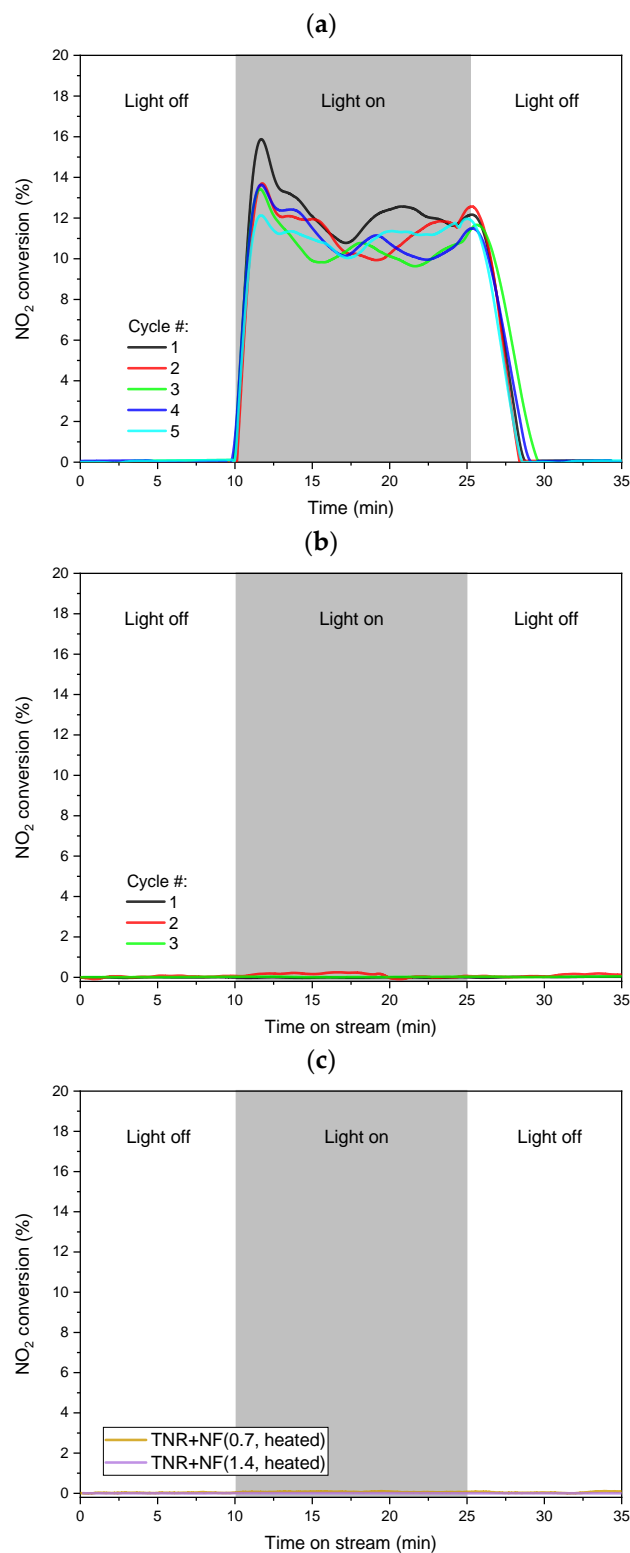 (a)
20
18
16
14
12
10
8
6
4
2
0
NO₂ conversion (%)
Light off
Light on
Light off
Cycle #:
1
2
3
4
5
0 5 10 15 20 25 30 35
Time (min)
(b)
20
18
16
14
12
10
8
6
4
2
0
NO₂ conversion (%)
Light off
Light on
Light off
Cycle #:
1
2
3
0 5 10 15 20 25 30 35
Time on stream (min)
(c)
20
18
16
14
12
10
8
6
4
2
0
NO₂ conversion (%)
Light off
Light on
Light off
TNR+NF(0.7, heated)
TNR+NF(1.4, heated)
0 5 10 15 20 25 30 35
Time on stream (min)